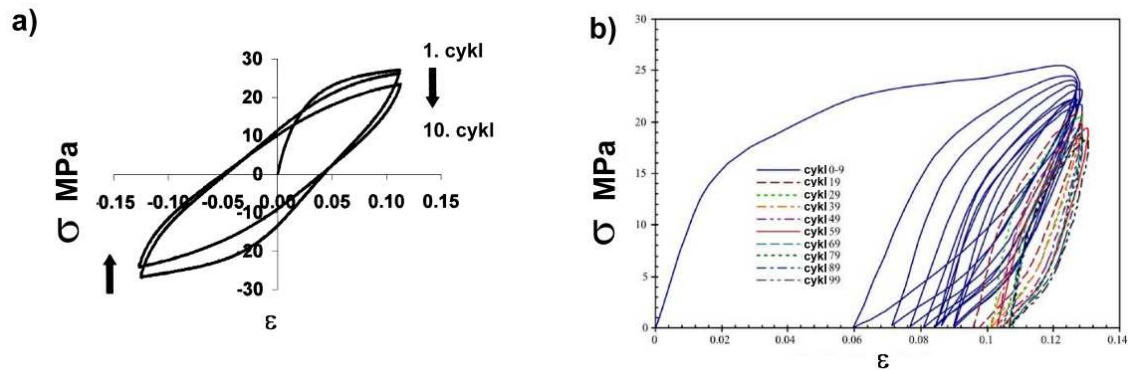 a)
σ MPa
30
20
10
0
-10
20
-30
-0.15
-0.10
-0.05
0.00
0.05
0.10
0.15
1. cykl
10. cykl
ε
b)
σ MPa
30
25
20
15
10
5
0
0
0.02
0.04
0.06
0.08
0.1
0.12
0.14
cykl 0-9
cykl 19
cykl 29
cykl 39
cykl 49
cykl 59
cykl 69
cykl 79
cykl 89
cykl 99
ε